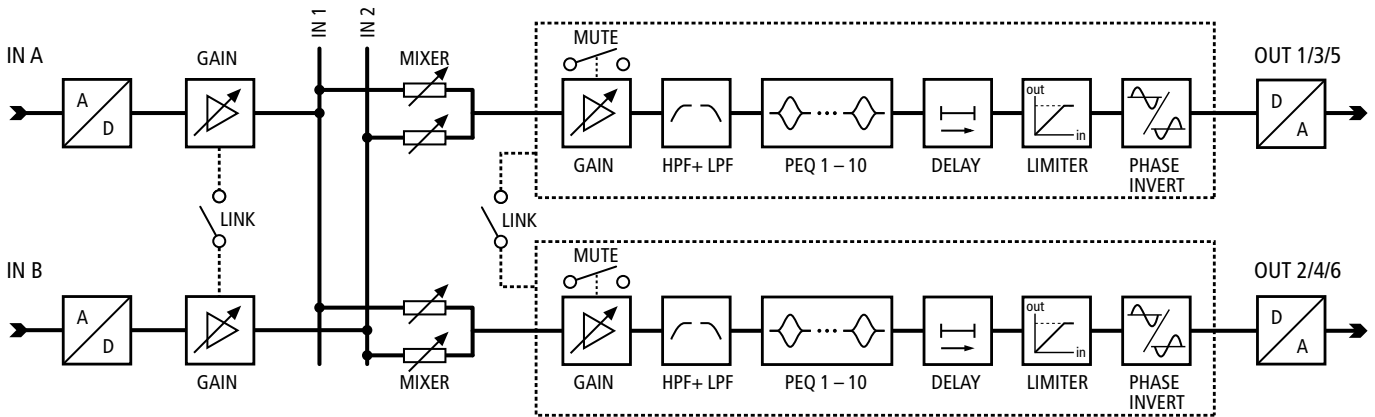 IN 1
IN 2
IN A
GAIN
MIXER
MUTE
OUT 1/3/5
A
D
out
in
D
A
GAIN
HPF+ LPF
PEQ 1 – 10
DELAY
LIMITER
PHASE
INVERT
LINK
LINK
IN B
MUTE
OUT 2/4/6
A
D
out
in
D
A
GAIN
MIXER
GAIN
HPF+ LPF
PEQ 1 – 10
DELAY
LIMITER
PHASE
INVERT